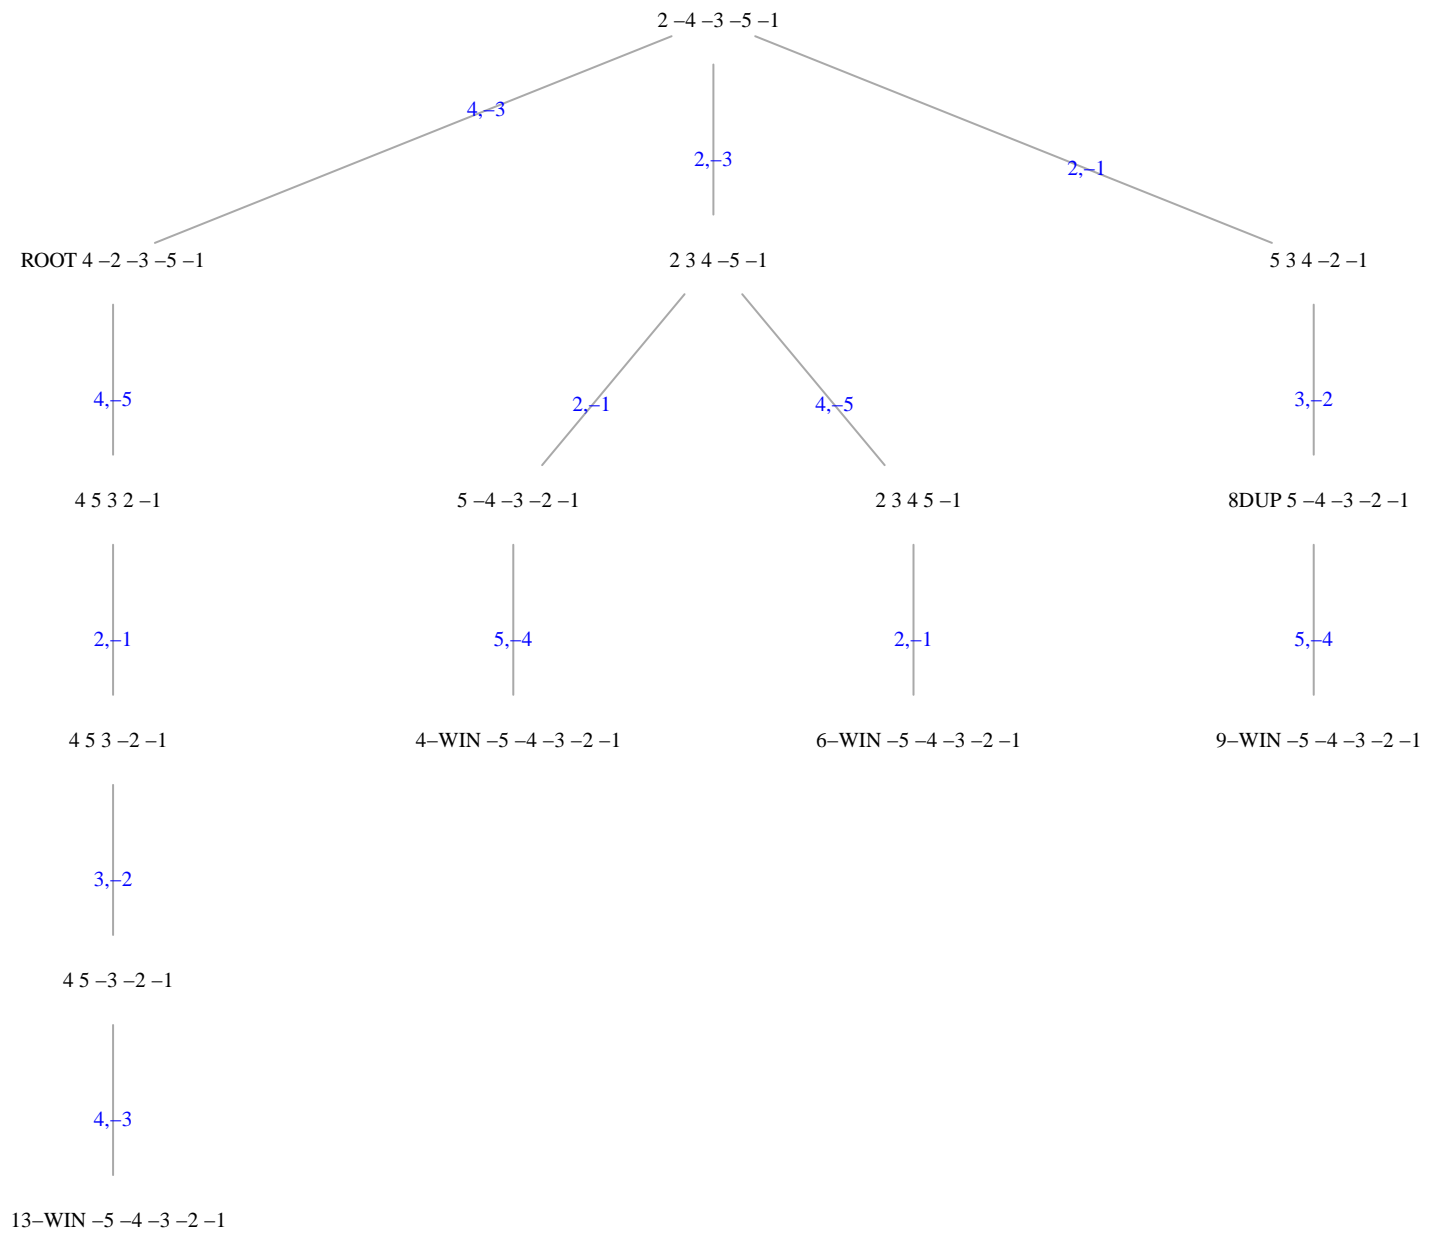 2 –4 –3 –5 –1
4,–3
2,–3
2,–1
ROOT 4 –2 –3 –5 –1
2 3 4 –5 –1
5 3 4 –2 –1
4,–5
2,–1
4,–5
3,–2
4 5 3 2 –1
5 –4 –3 –2 –1
2 3 4 5 –1
8DUP 5 –4 –3 –2 –1
2,–1
5,–4
2,–1
5,–4
4 5 3 –2 –1
4–WIN –5 –4 –3 –2 –1
6–WIN –5 –4 –3 –2 –1
9–WIN –5 –4 –3 –2 –1
3,–2
4 5 –3 –2 –1
4,–3
13–WIN –5 –4 –3 –2 –1